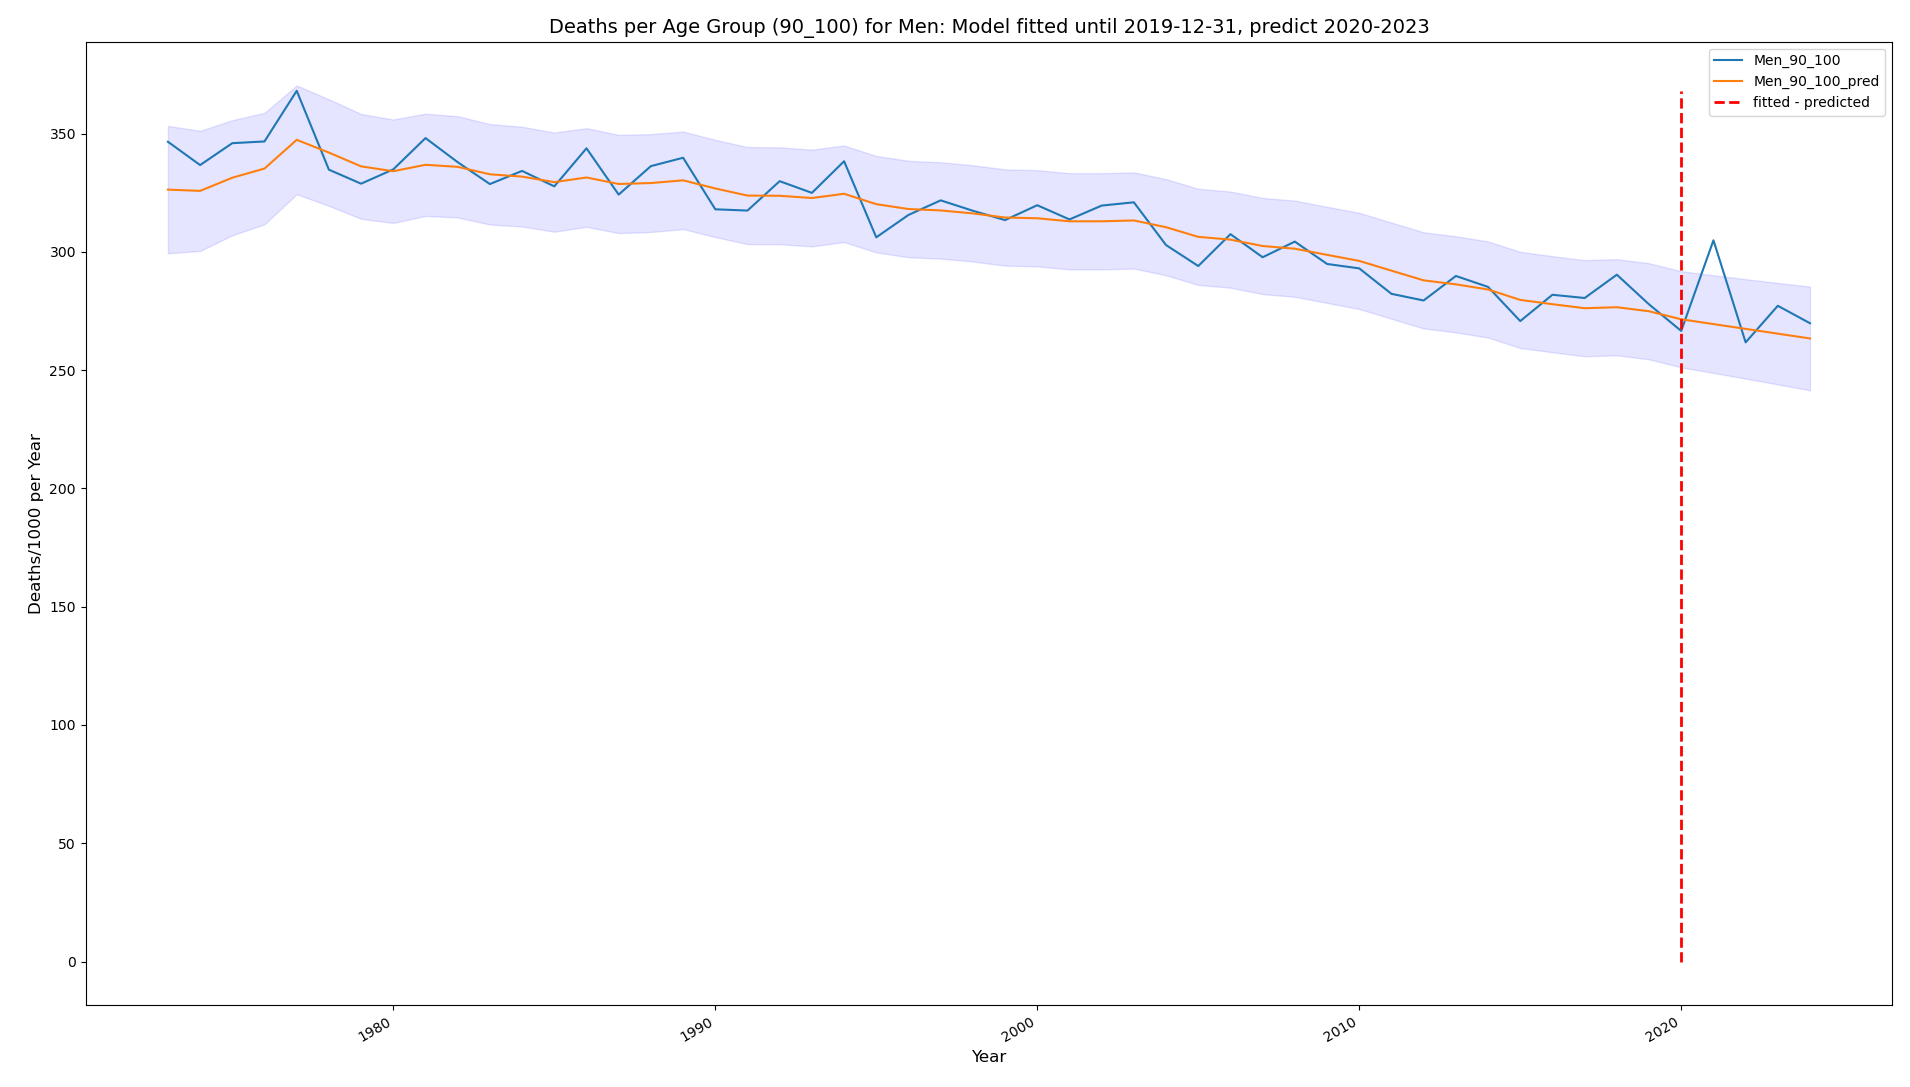 Deaths per Age Group (90_100) for Men: Model fitted until 2019-12-31, predict 2020-2023
Men_90_100
Men_90_100_pred
fitted - predicted
Deaths/1000 per Year
350
300
250
200
150
100
50
0
1980
1990
2000
2010
2020
Year